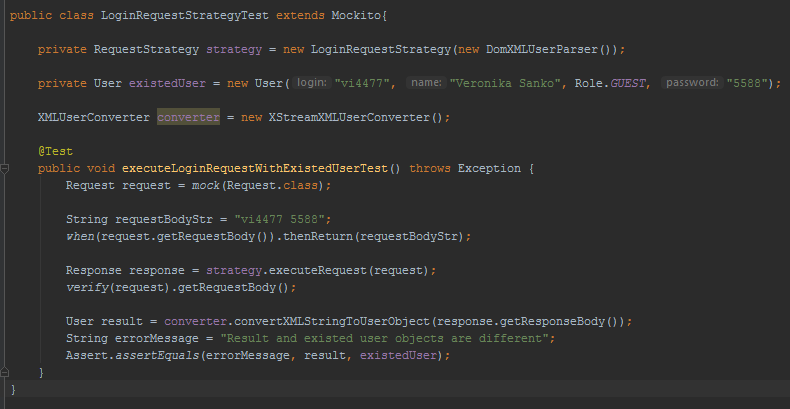 public class LoginRequestStrategyTest extends Mockito{
private RequestStrategy strategy = new LoginRequestStrategy(new DomXMLUserParser());
private User existedUser = new User( login: "vi4477", name: "Veronika Sanko", Role.GUEST, password: "5588");
XMLUserConverter converter = new XStreamXMLUserConverter();
@Test
public void executeLoginRequestWithExistedUserTest() throws Exception {
Request request = mock(Request.class);
String requestBodyStr = "vi4477 5588";
when(request.getRequestBody()).thenReturn(requestBodyStr);
Response response = strategy.executeRequest(request);
verify(request).getRequestBody();
User result = converter.convertXMLStringToUserObject(response.getResponseBody());
String errorMessage = "Result and existed user objects are different";
Assert.assertEquals(errorMessage, result, existedUser);
}
}